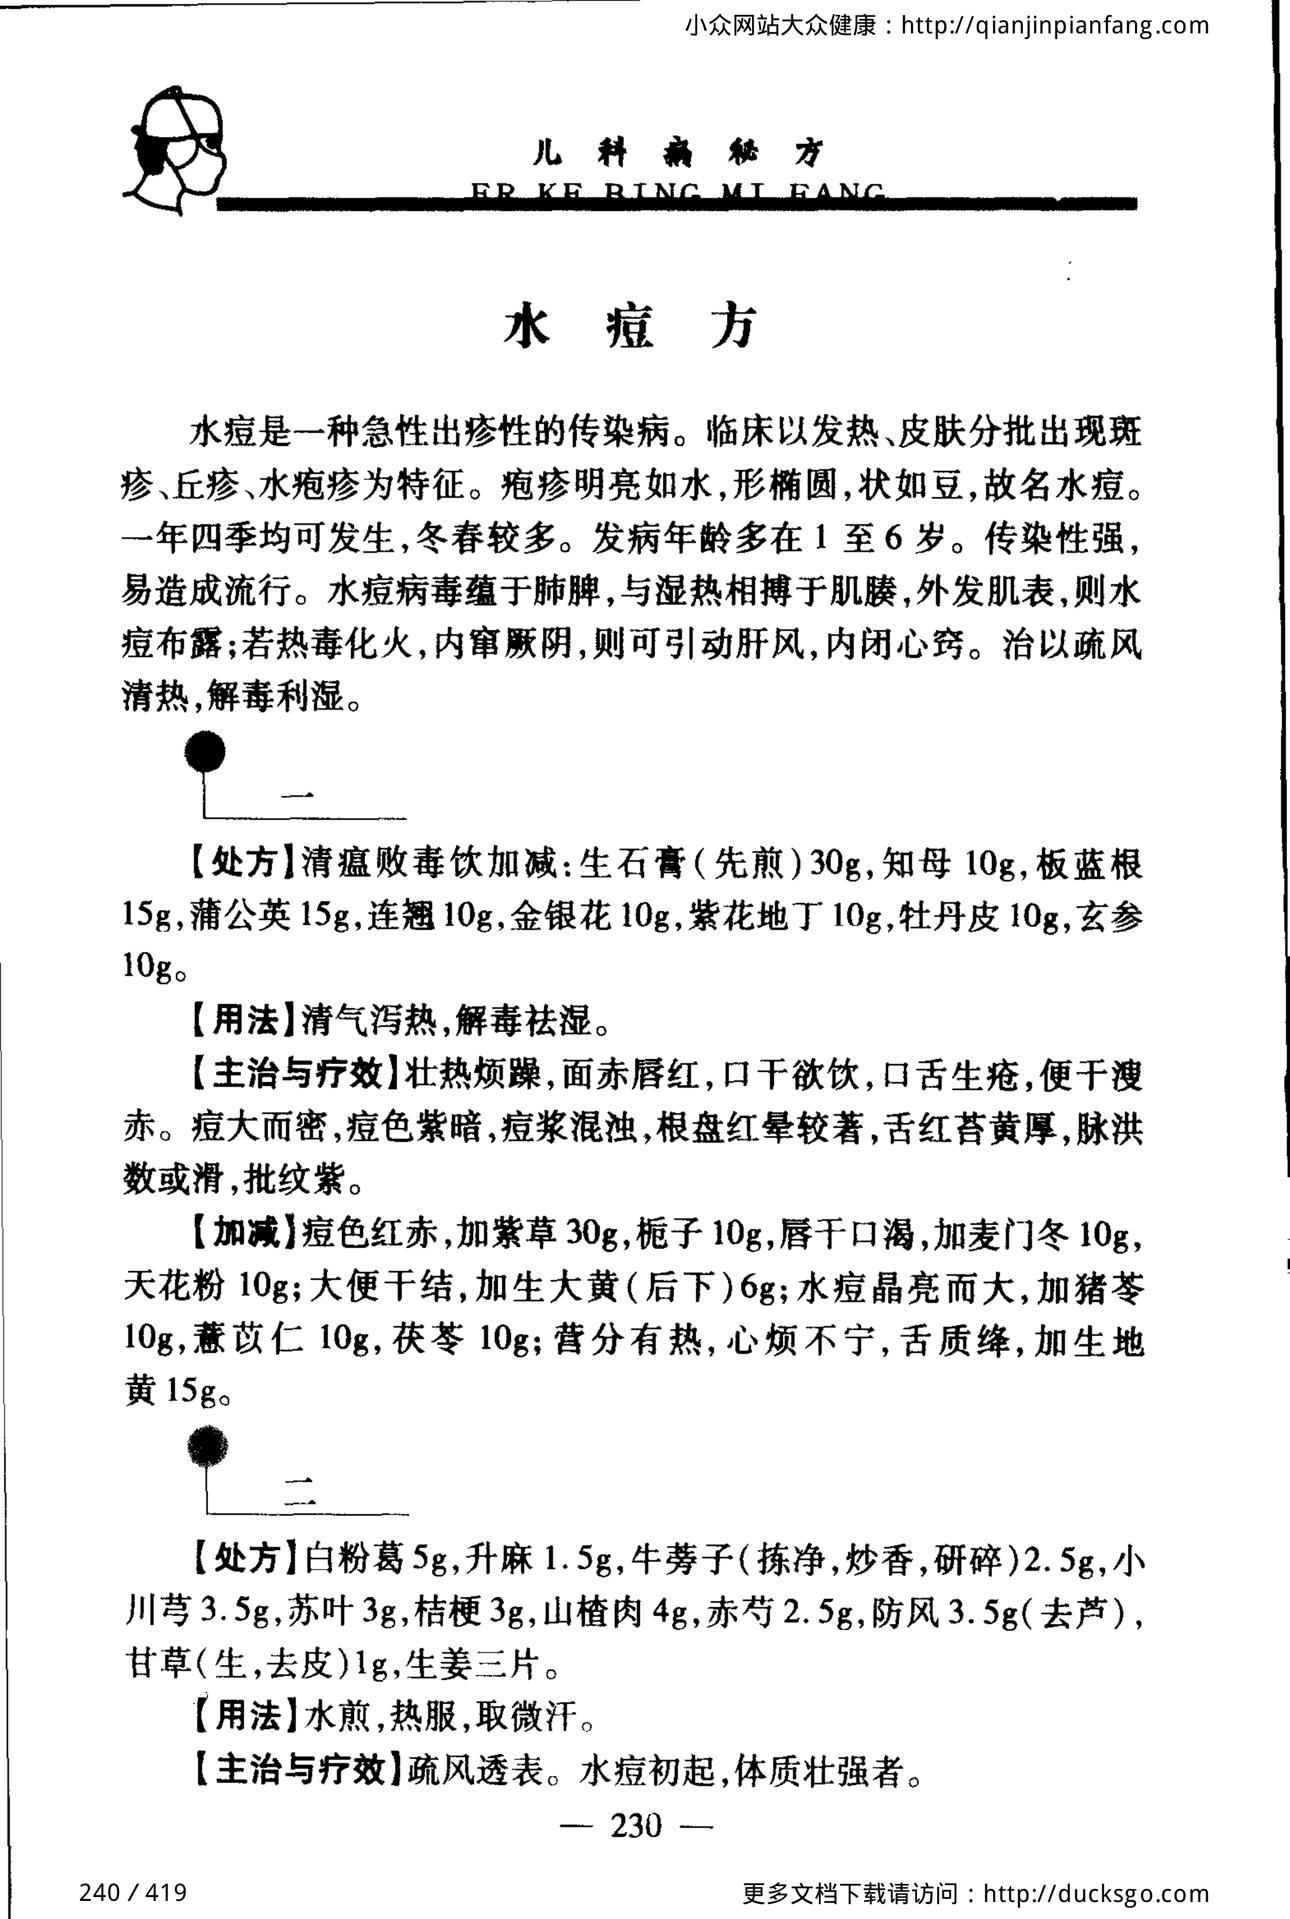 小众网站大众健康：http://qianjinpianfang.com
儿科病秘方
ER KE BING MI FANG
水痘方
水痘是一种急性出疹性的传染病。临床以发热、皮肤分批出现斑
疹、丘疹、水疱疹为特征。疱疹明亮如水,形椭圆,状如豆,故名水痘。
一年四季均可发生,冬春较多。发病年龄多在1至6岁。传染性强,
易造成流行。水痘病毒蕴于肺脾,与湿热相搏于肌腠,外发肌表,则水
痘布露;若热毒化火,内窜厥阴,则可引动肝风,内闭心窍。治以疏风
清热,解毒利湿。
一
【处方】清瘟败毒饮加减:生石膏(先煎)30g,知母10g,板蓝根
15g,蒲公英15g,连翘10g,金银花10g,紫花地丁10g,牡丹皮10g,玄参
10g。
【用法】清气泻热,解毒祛湿。
【主治与疗效】壮热烦躁,面赤唇红,口干欲饮,口舌生疮,便干溲
赤。痘大而密,痘色紫暗,痘浆混浊,根盘红晕较著,舌红苔黄厚,脉洪
数或滑,批纹紫。
【加减】痘色红赤,加紫草30g,栀子10g,唇干口渴,加麦门冬10g,
天花粉10g;大便干结,加生大黄(后下)6g;水痘晶亮而大,加猪苓
10g,薏苡仁10g,茯苓10g;营分有热,心烦不宁,舌质绛,加生地
黄15g。
二
【处方】白粉葛5g,升麻1.5g,牛蒡子(拣净,炒香,研碎)2.5g,小
川芎3.5g,苏叶3g,桔梗3g,山楂肉4g,赤芍2.5g,防风3.5g(去芦),
甘草(生,去皮)1g,生姜三片。
【用法】水煎,热服,取微汗。
【主治与疗效】疏风透表。水痘初起,体质壮强者。
— 230 —
240 / 419
更多文档下载请访问：http://ducksgo.com